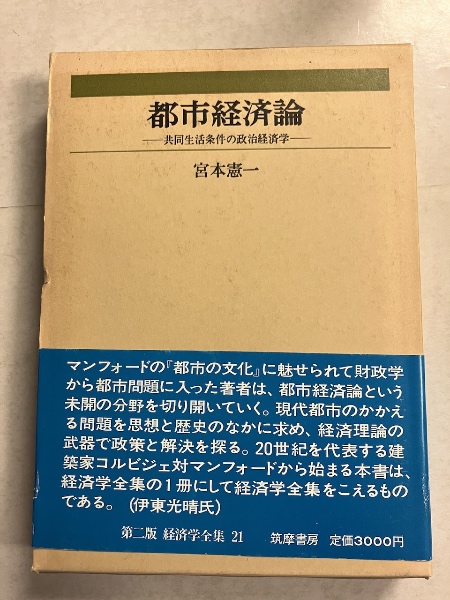 都市経済論
—共同生活条件の政治経済学—
宮本憲一
マンフォードの『都市の文化』に魅せられて財政学
から都市問題に入った著者は、都市経済論という
未開の分野を切り開いていく。現代都市のかかえ
る問題を思想と歴史のなかに求め、経済理論の
武器で政策と解決を探る。20世紀を代表する建
築家コルビジェ対マンフォードから始まる本書は、
経済学全集の1冊にして経済学全集をこえるもの
である。 (伊東光晴氏)
第二版 経済学全集 21 筑摩書房 定価3000円